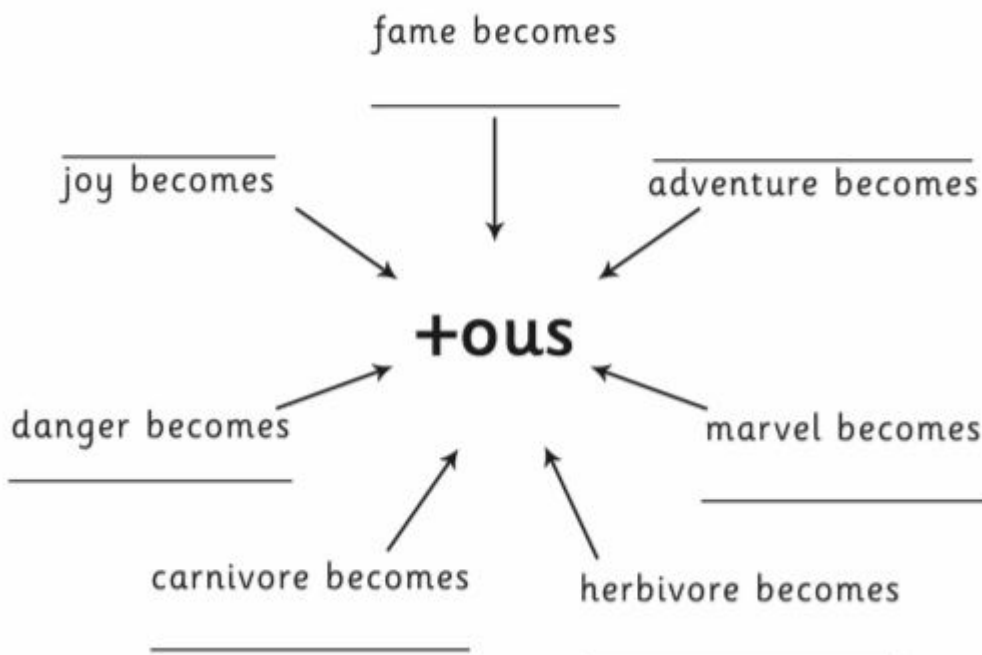 fame becomes
joy becomes
adventure becomes
+ous
danger becomes
marvel becomes
carnivore becomes
herbivore becomes